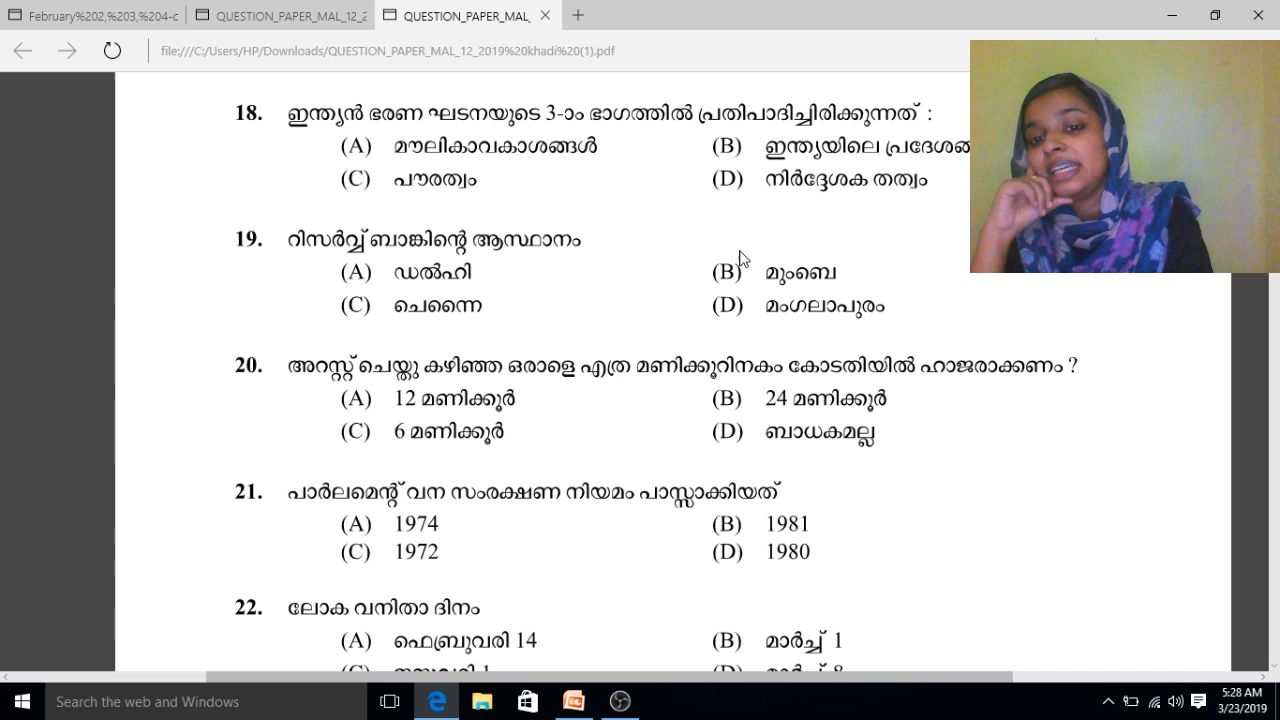 February%202,%203,%204-c
QUESTION_PAPER_MAL_12_2
QUESTION_PAPER_MAL_
file:///C:/Users/HP/Downloads/QUESTION_PAPER_MAL_12_2019%20khadi%20(1).pdf
18. ഇന്ത്യൻ ഭരണ ഘടനയുടെ 3-ാം ഭാഗത്തിൽ പ്രതിപാദിച്ചിരിക്കുന്നത് :
(A) മൗലികാവകാശങ്ങൾ (B) ഇന്ത്യയിലെ
(C) പൗരത്വം (D) നിർദ്ദേശക തത്വം
19. റിസർവ്വ് ബാങ്കിന്റെ ആസ്ഥാനം
(A) ഡൽഹി (B) മുംബെ
(C) ചെന്നൈ (D) മംഗലാപുരം
20. അറസ്റ്റ് ചെയ്തു കഴിഞ്ഞ ഒരാളെ എത്ര മണിക്കൂറിനകം കോടതിയിൽ ഹാജരാക്കണം ?
(A) 12 മണിക്കൂർ (B) 24 മണിക്കൂർ
(C) 6 മണിക്കൂർ (D) ബാധകമല്ല
21. പാർലമെന്റ് വന സംരക്ഷണ നിയമം പാസ്സാക്കിയത്
(A) 1974 (B) 1981
(C) 1972 (D) 1980
22. ലോക വനിതാ ദിനം
(A) ഫെബ്രുവരി 14 (B) മാർച്ച് 1
Search the web and Windows
5:28 AM
3/23/2019